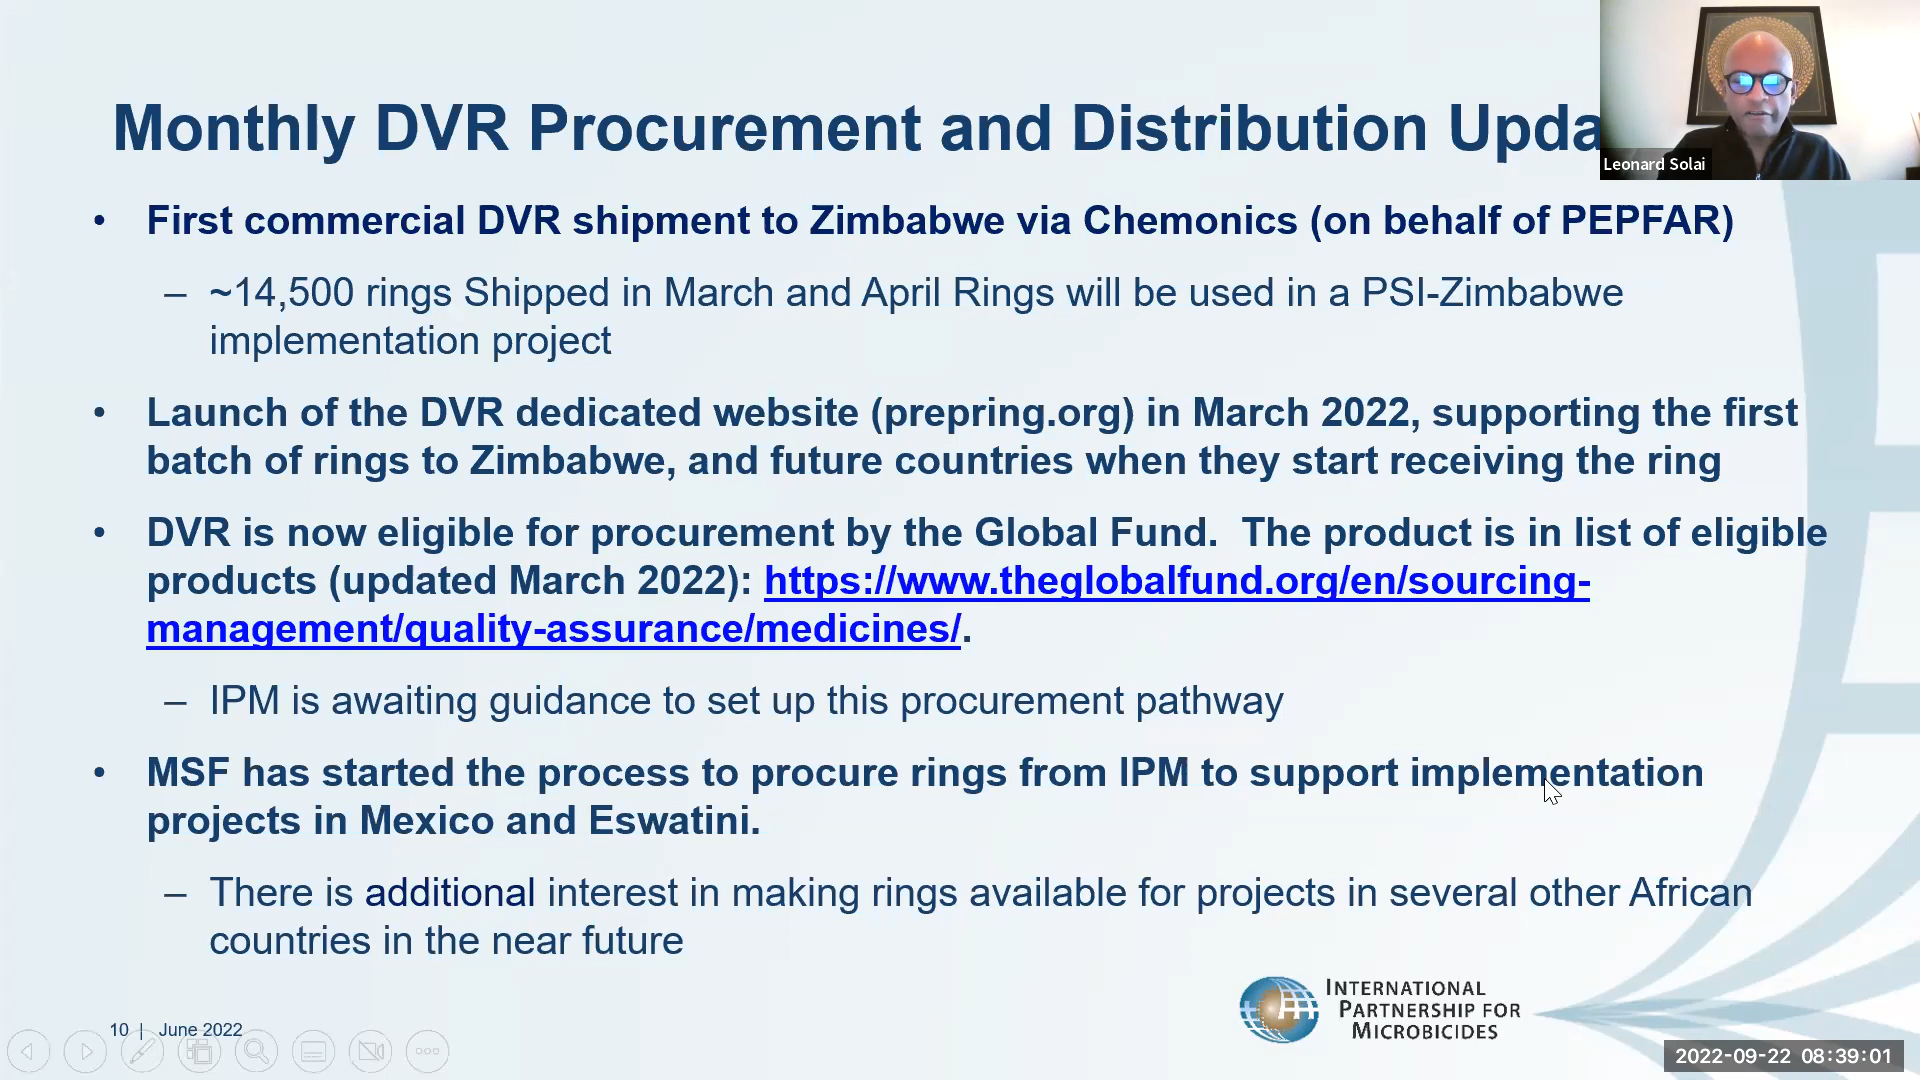 Monthly DVR Procurement and Distribution Upda
Leonard Solai
• First commercial DVR shipment to Zimbabwe via Chemonics (on behalf of PEPFAR)
– ~14,500 rings Shipped in March and April Rings will be used in a PSI-Zimbabwe
implementation project
• Launch of the DVR dedicated website (prepring.org) in March 2022, supporting the first
batch of rings to Zimbabwe, and future countries when they start receiving the ring
• DVR is now eligible for procurement by the Global Fund.  The product is in list of eligible
products (updated March 2022): https://www.theglobalfund.org/en/sourcing-
management/quality-assurance/medicines/.
– IPM is awaiting guidance to set up this procurement pathway
• MSF has started the process to procure rings from IPM to support implementation
projects in Mexico and Eswatini.
– There is additional interest in making rings available for projects in several other African
countries in the near future
INTERNATIONAL
PARTNERSHIP FOR
MICROBICIDES
10 | June 2022
2022-09-22 08:39:01